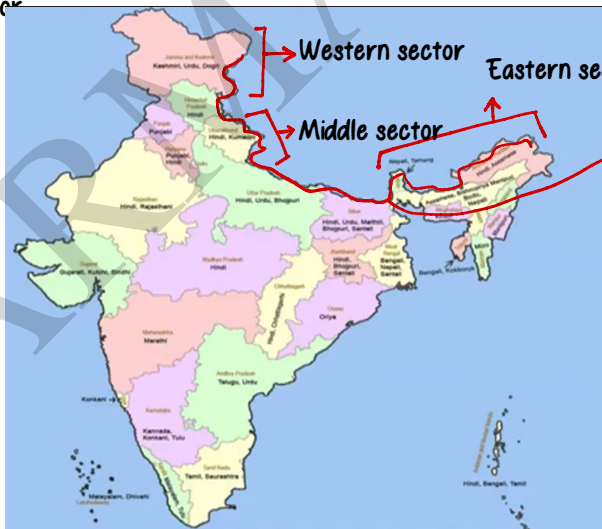 or
Western sector
Eastern se
Middle sector
Jammu and Kashmir
Kashmiri, Urdu, Dogri
Himachal
Pradesh
Hindi
Punjab
Punjabi
Uttarakhand
Hindi, Kumaoni
Haryana
Punjabi,
Hindi
Delhi
Rajasthan
Hindi, Rajasthani
Uttar Pradesh
Hindi, Urdu, Bhojpuri
Nepali, Tamang
Hindi, Assamese
Bihar
Hindi, Urdu, Maithili,
Bhojpuri, Santali
Gujarat
Gujarati, Kutchi, Sindhi
Madhya Pradesh
Hindi
Jharkhand
Hindi,
Bhojpuri,
Santali
West
Bengal
Bengali,
Nepali,
Santali
Mizo
Bengali, Kokborok
Chhattisgarh
Hindi, Chhattisgarhi
Orissa
Oriya
Maharashtra
Marathi
Andhra Pradesh
Telugu, Urdu
Konkani
Karnataka
Kannada,
Konkani, Tulu
Tamil Nadu
Tamil, Saurashtra
Malayalam, Dhivehi
Lakshadweep
Hindi, Bengali, Tamil